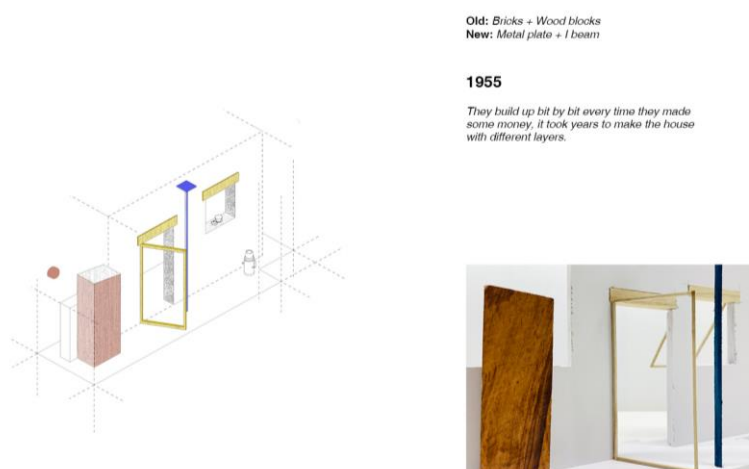 Old: Bricks + Wood blocks
New: Metal plate + I beam
1955
They build up bit by bit every time they made
some money, it took years to make the house
with different layers.